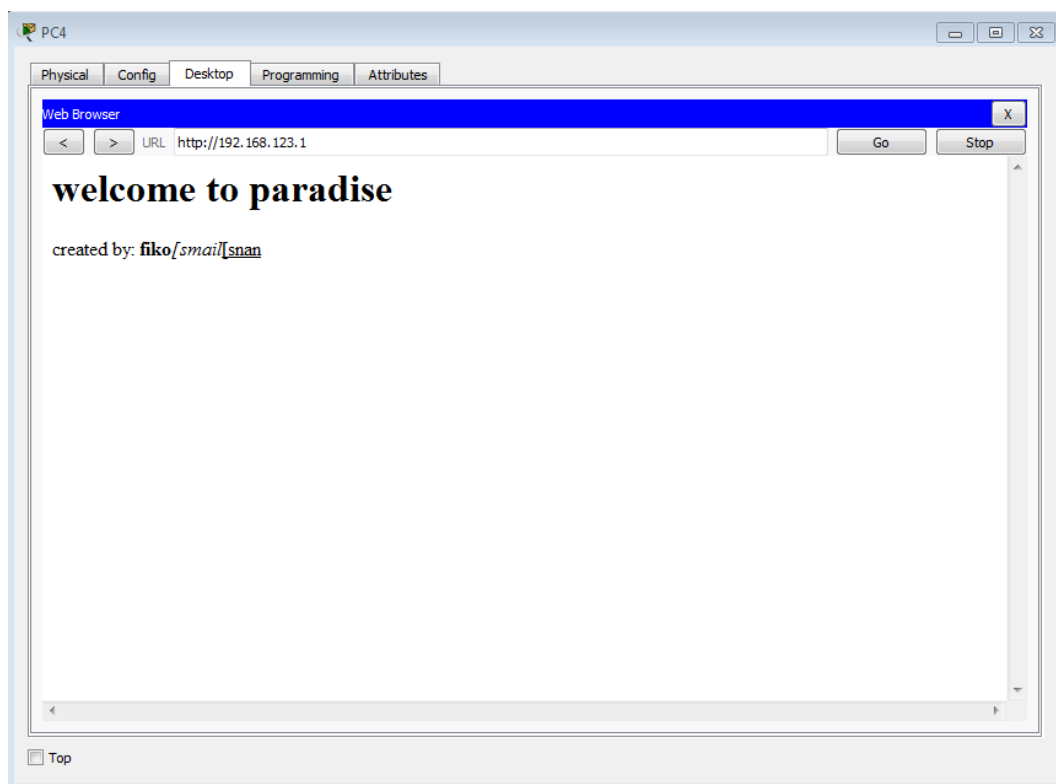 PC4
Physical Config Desktop Programming Attributes
Web Browser X
< > URL http://192.168.123.1 Go Stop
welcome to paradise
created by: fiko[smail[snan
Top